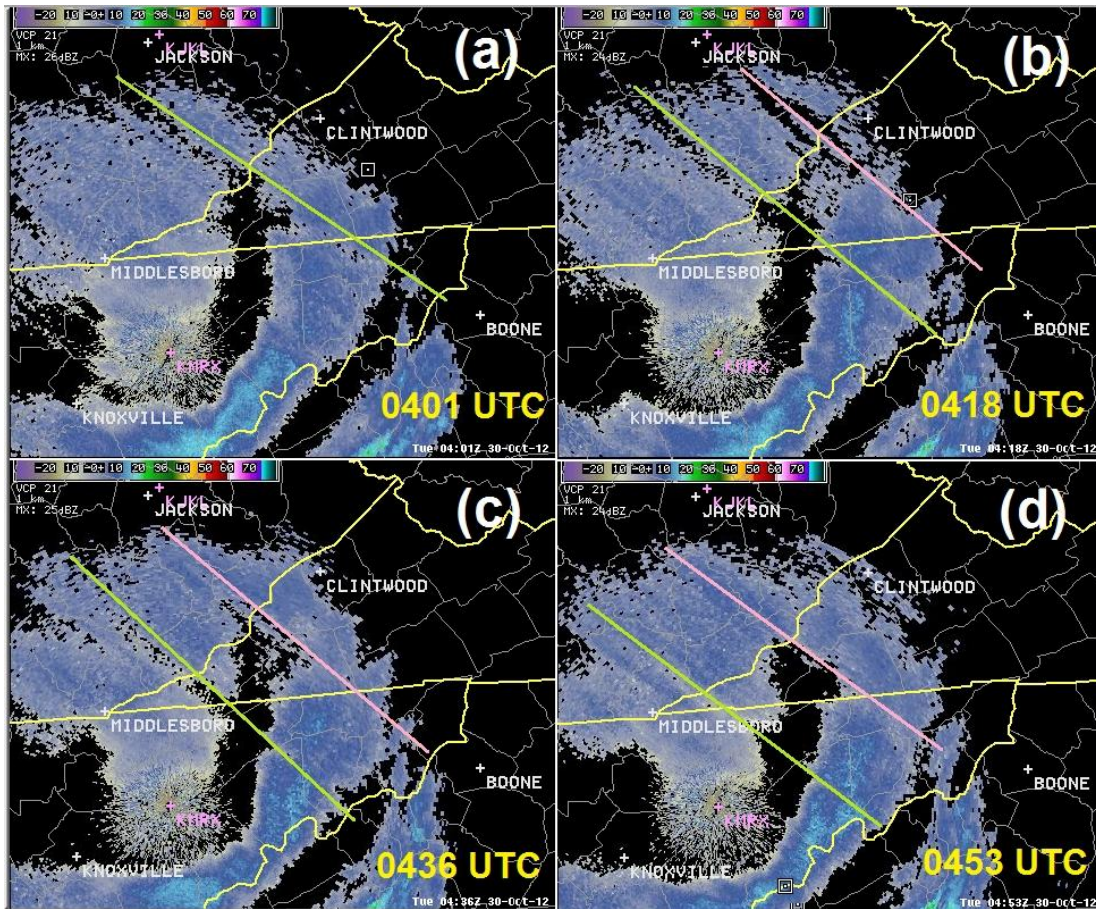 -20 10 -0+ 10 20 30 40 50 60 70
VCP 21
1 km
MX: 26dBZ
KJKL
JACKSON
(a)
CLINTWOOD
MIDDLESBORO
BOONE
KMRX
KNOXVILLE
0401 UTC
Tue 04:01Z 30-Oct-12
-20 10 -0+ 10 20 30 40 50 60 70
VCP 21
1 km
MX: 24dBZ
KJKL
JACKSON
(b)
CLINTWOOD
MIDDLESBORO
BOONE
KMRX
KNOXVILLE
0418 UTC
Tue 04:18Z 30-Oct-12
-20 10 -0+ 10 20 30 40 50 60 70
VCP 21
1 km
MX: 25dBZ
KJKL
JACKSON
(c)
CLINTWOOD
MIDDLESBORO
BOONE
KMRX
KNOXVILLE
0436 UTC
Tue 04:36Z 30-Oct-12
-20 10 -0+ 10 20 30 40 50 60 70
VCP 21
1 km
MX: 24dBZ
KJKL
JACKSON
(d)
CLINTWOOD
MIDDLESBORO
BOONE
KMRX
KNOXVILLE
0453 UTC
Tue 04:53Z 30-Oct-12